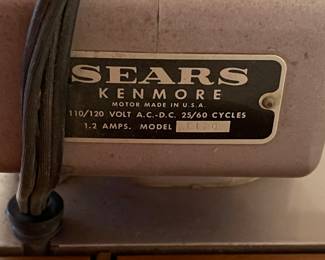 SEARS
KENMORE
MOTOR MADE IN U.S.A.
110/120 VOLT A.C.-D.C. 25/60 CYCLES
1.2 AMPS. MODEL